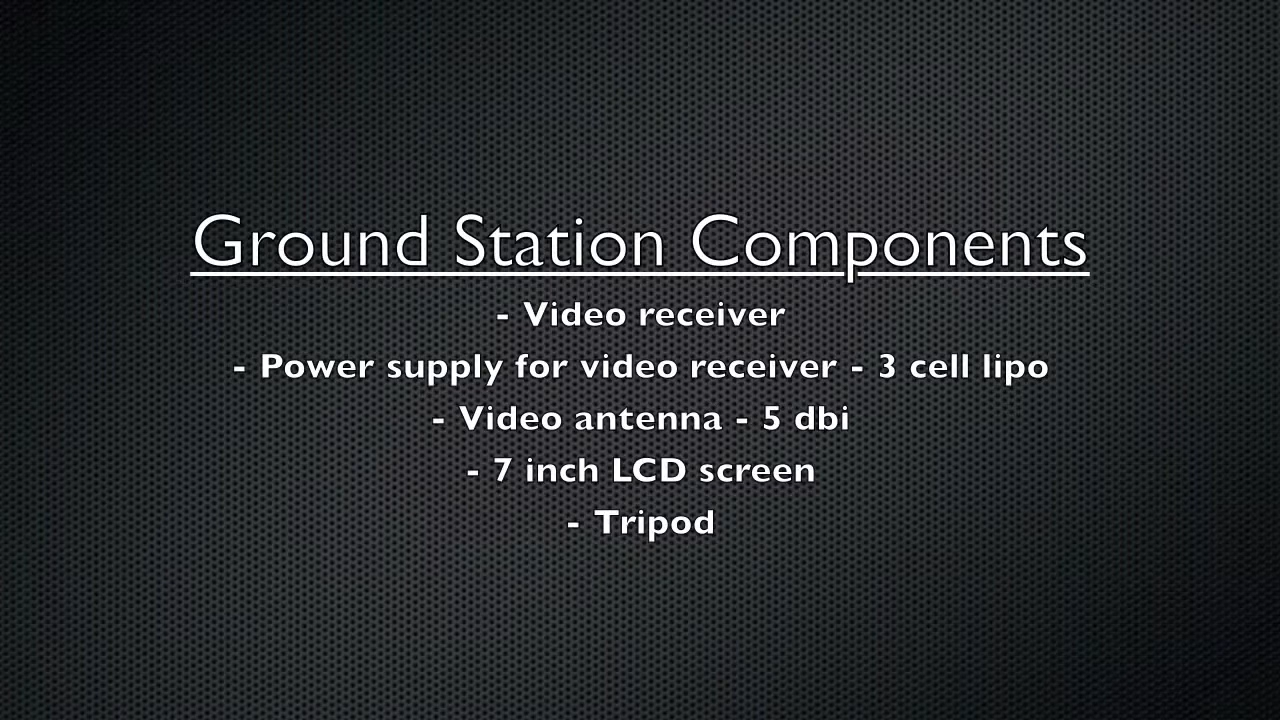 Ground Station Components
- Video receiver
- Power supply for video receiver - 3 cell lipo
- Video antenna - 5 dbi
- 7 inch LCD screen
- Tripod